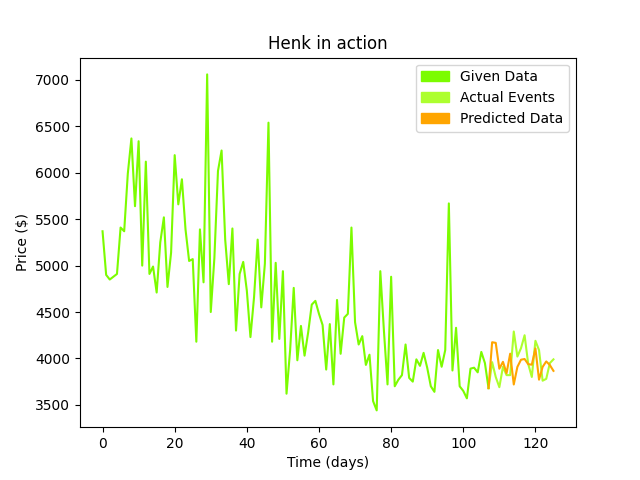 Henk in action
Given Data
Actual Events
Predicted Data
Price ($)
7000
6500
6000
5500
5000
4500
4000
3500
0 20 40 60 80 100 120
Time (days)